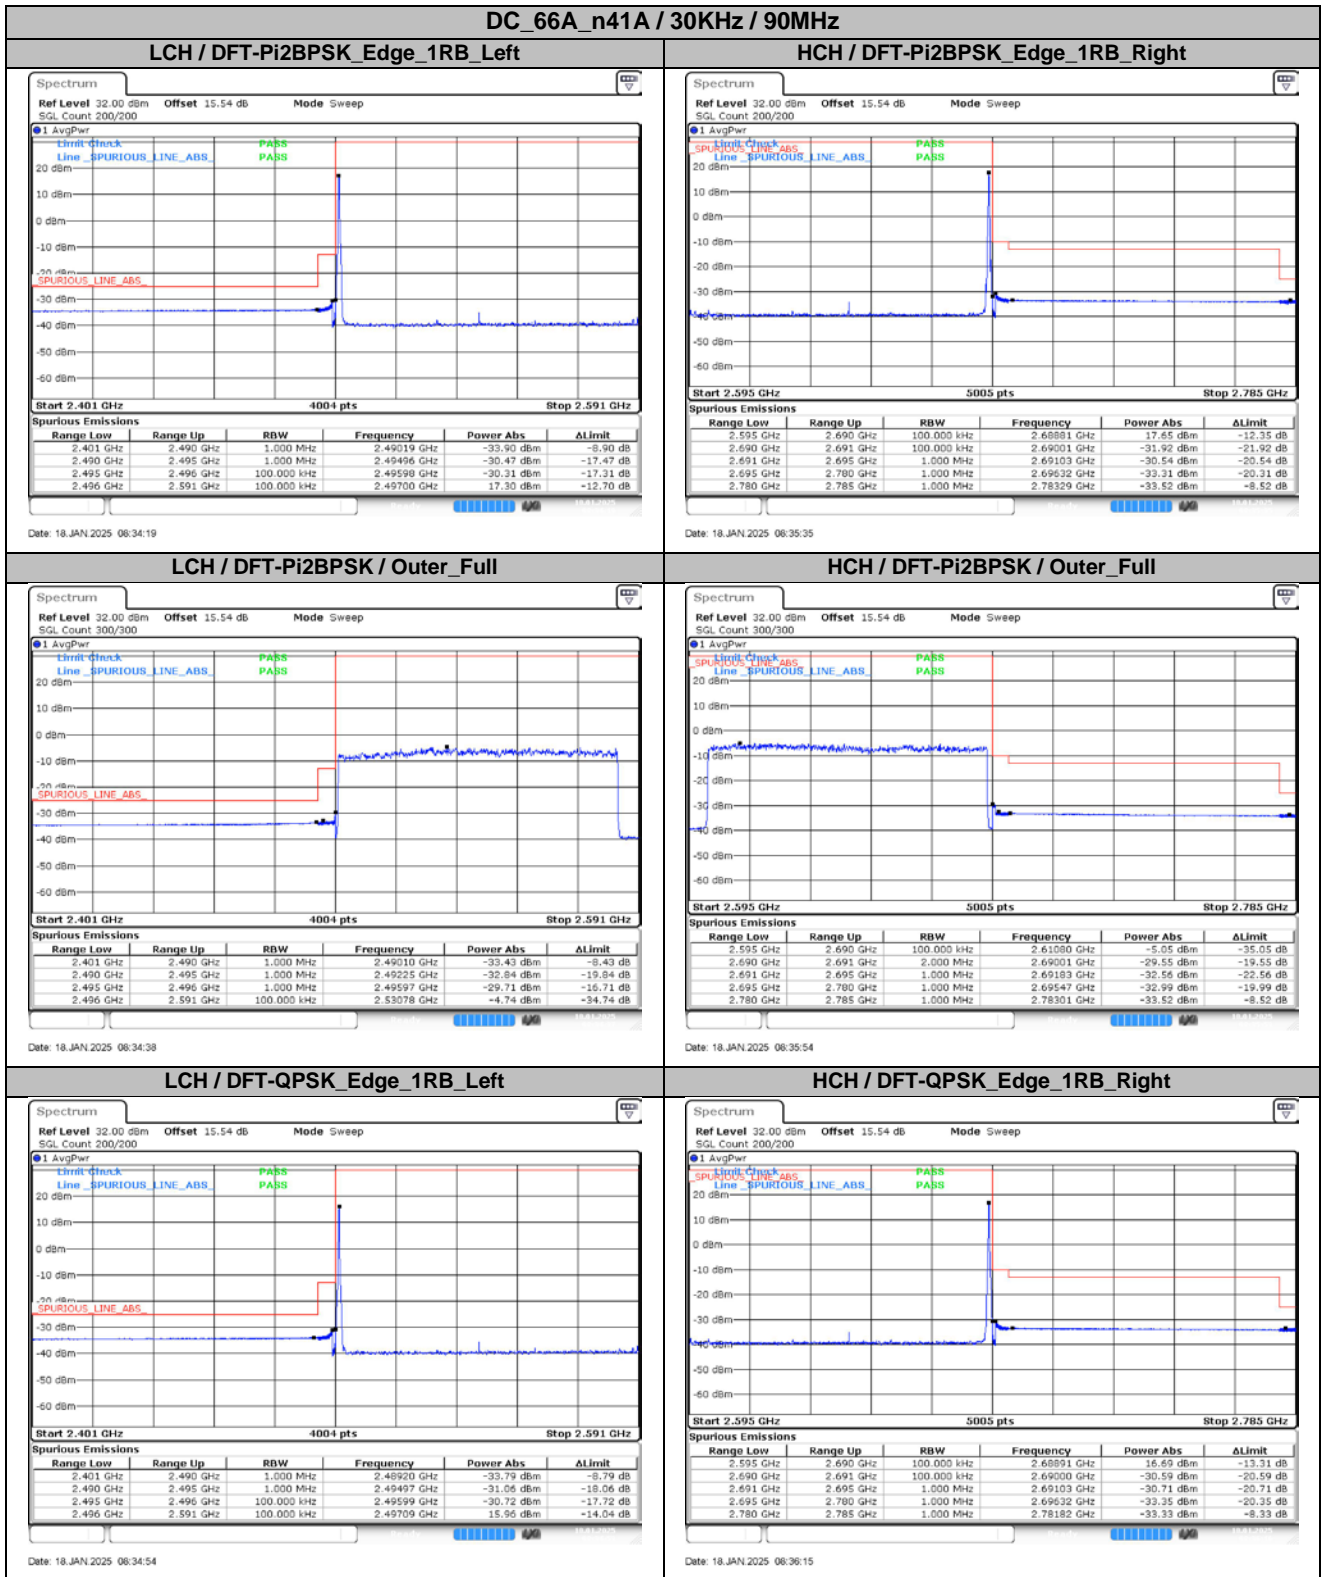 DC_66A_n41A / 30KHz / 90MHz
LCH / DFT-Pi2BPSK_Edge_1RB_Left
Spectrum
Ref Level 32.00 dBm Offset 15.54 dB Mode Sweep
SGL Count 200/200
1 AvgPwr
Limit Check PASS
Line _SPURIOUS_LINE_ABS_ PASS
20 dBm
10 dBm
0 dBm
-10 dBm
-20 dBm
_SPURIOUS_LINE_ABS_
-30 dBm
-40 dBm
-50 dBm
-60 dBm
Start 2.401 GHz 4004 pts Stop 2.591 GHz
Spurious Emissions
Range Low Range Up RBW Frequency Power Abs ΔLimit
2.401 GHz 2.490 GHz 1.000 MHz 2.49019 GHz -33.90 dBm -8.90 dB
2.490 GHz 2.495 GHz 1.000 MHz 2.49496 GHz -30.47 dBm -17.47 dB
2.495 GHz 2.496 GHz 100.000 kHz 2.49598 GHz -30.31 dBm -17.31 dB
2.496 GHz 2.591 GHz 100.000 kHz 2.49700 GHz 17.30 dBm -12.70 dB
Date: 18.JAN.2025 08:34:19
HCH / DFT-Pi2BPSK_Edge_1RB_Right
Spectrum
Ref Level 32.00 dBm Offset 15.54 dB Mode Sweep
SGL Count 200/200
1 AvgPwr
Limit Check PASS
_SPURIOUS_LINE_ABS_
Line _SPURIOUS_LINE_ABS_ PASS
20 dBm
10 dBm
0 dBm
-10 dBm
-20 dBm
-30 dBm
-40 dBm
-50 dBm
-60 dBm
Start 2.595 GHz 5005 pts Stop 2.785 GHz
Spurious Emissions
Range Low Range Up RBW Frequency Power Abs ΔLimit
2.595 GHz 2.690 GHz 100.000 kHz 2.68881 GHz 17.65 dBm -12.35 dB
2.690 GHz 2.691 GHz 100.000 kHz 2.69001 GHz -31.92 dBm -21.92 dB
2.691 GHz 2.695 GHz 1.000 MHz 2.69103 GHz -30.54 dBm -20.54 dB
2.695 GHz 2.780 GHz 1.000 MHz 2.69632 GHz -33.31 dBm -20.31 dB
2.780 GHz 2.785 GHz 1.000 MHz 2.78329 GHz -33.52 dBm -8.52 dB
Date: 18.JAN.2025 08:35:35
LCH / DFT-Pi2BPSK / Outer_Full
Spectrum
Ref Level 32.00 dBm Offset 15.54 dB Mode Sweep
SGL Count 300/300
1 AvgPwr
Limit Check PASS
Line _SPURIOUS_LINE_ABS_ PASS
20 dBm
10 dBm
0 dBm
-10 dBm
-20 dBm
_SPURIOUS_LINE_ABS_
-30 dBm
-40 dBm
-50 dBm
-60 dBm
Start 2.401 GHz 4004 pts Stop 2.591 GHz
Spurious Emissions
Range Low Range Up RBW Frequency Power Abs ΔLimit
2.401 GHz 2.490 GHz 1.000 MHz 2.49010 GHz -33.43 dBm -8.43 dB
2.490 GHz 2.495 GHz 1.000 MHz 2.49225 GHz -32.84 dBm -19.84 dB
2.495 GHz 2.496 GHz 1.000 MHz 2.49597 GHz -29.71 dBm -16.71 dB
2.496 GHz 2.591 GHz 100.000 kHz 2.53078 GHz -4.74 dBm -34.74 dB
Date: 18.JAN.2025 08:34:38
HCH / DFT-Pi2BPSK / Outer_Full
Spectrum
Ref Level 32.00 dBm Offset 15.54 dB Mode Sweep
SGL Count 300/300
1 AvgPwr
Limit Check PASS
_SPURIOUS_LINE_ABS_
Line _SPURIOUS_LINE_ABS_ PASS
20 dBm
10 dBm
0 dBm
-10 dBm
-20 dBm
-30 dBm
-40 dBm
-50 dBm
-60 dBm
Start 2.595 GHz 5005 pts Stop 2.785 GHz
Spurious Emissions
Range Low Range Up RBW Frequency Power Abs ΔLimit
2.595 GHz 2.690 GHz 100.000 kHz 2.61080 GHz -5.05 dBm -35.05 dB
2.690 GHz 2.691 GHz 2.000 MHz 2.69001 GHz -29.55 dBm -19.55 dB
2.691 GHz 2.695 GHz 1.000 MHz 2.69183 GHz -32.56 dBm -22.56 dB
2.695 GHz 2.780 GHz 1.000 MHz 2.69547 GHz -32.99 dBm -19.99 dB
2.780 GHz 2.785 GHz 1.000 MHz 2.78301 GHz -33.52 dBm -8.52 dB
Date: 18.JAN.2025 08:35:54
LCH / DFT-QPSK_Edge_1RB_Left
Spectrum
Ref Level 32.00 dBm Offset 15.54 dB Mode Sweep
SGL Count 200/200
1 AvgPwr
Limit Check PASS
Line _SPURIOUS_LINE_ABS_ PASS
20 dBm
10 dBm
0 dBm
-10 dBm
-20 dBm
_SPURIOUS_LINE_ABS_
-30 dBm
-40 dBm
-50 dBm
-60 dBm
Start 2.401 GHz 4004 pts Stop 2.591 GHz
Spurious Emissions
Range Low Range Up RBW Frequency Power Abs ΔLimit
2.401 GHz 2.490 GHz 1.000 MHz 2.48920 GHz -33.79 dBm -8.79 dB
2.490 GHz 2.495 GHz 1.000 MHz 2.49497 GHz -31.06 dBm -18.06 dB
2.495 GHz 2.496 GHz 100.000 kHz 2.49599 GHz -30.72 dBm -17.72 dB
2.496 GHz 2.591 GHz 100.000 kHz 2.49709 GHz 15.96 dBm -14.04 dB
Date: 18.JAN.2025 08:34:54
HCH / DFT-QPSK_Edge_1RB_Right
Spectrum
Ref Level 32.00 dBm Offset 15.54 dB Mode Sweep
SGL Count 200/200
1 AvgPwr
Limit Check PASS
_SPURIOUS_LINE_ABS_
Line _SPURIOUS_LINE_ABS_ PASS
20 dBm
10 dBm
0 dBm
-10 dBm
-20 dBm
-30 dBm
-40 dBm
-50 dBm
-60 dBm
Start 2.595 GHz 5005 pts Stop 2.785 GHz
Spurious Emissions
Range Low Range Up RBW Frequency Power Abs ΔLimit
2.595 GHz 2.690 GHz 100.000 kHz 2.68891 GHz 16.69 dBm -13.31 dB
2.690 GHz 2.691 GHz 100.000 kHz 2.69000 GHz -30.59 dBm -20.59 dB
2.691 GHz 2.695 GHz 1.000 MHz 2.69103 GHz -30.71 dBm -20.71 dB
2.695 GHz 2.780 GHz 1.000 MHz 2.69632 GHz -33.35 dBm -20.35 dB
2.780 GHz 2.785 GHz 1.000 MHz 2.78182 GHz -33.33 dBm -8.33 dB
Date: 18.JAN.2025 08:36:15